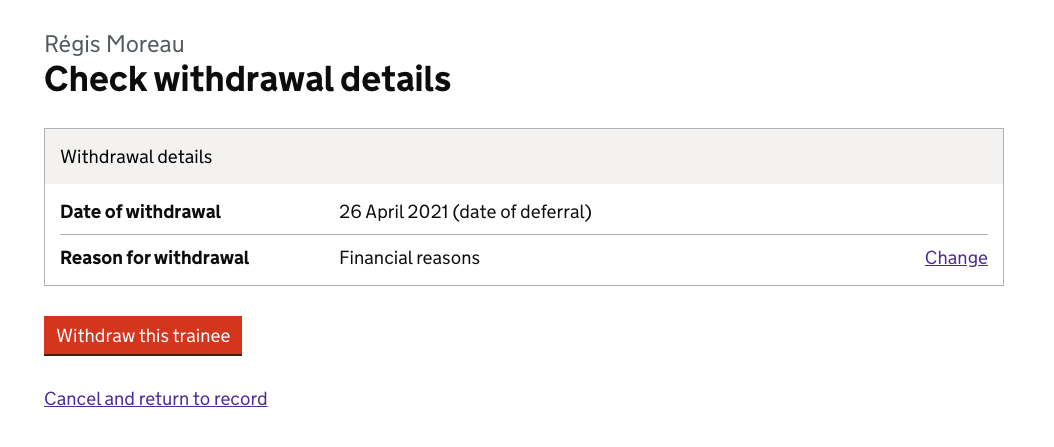 Régis Moreau
Check withdrawal details
Withdrawal details
Date of withdrawal 26 April 2021 (date of deferral)
Reason for withdrawal Financial reasons Change
Withdraw this trainee
Cancel and return to record